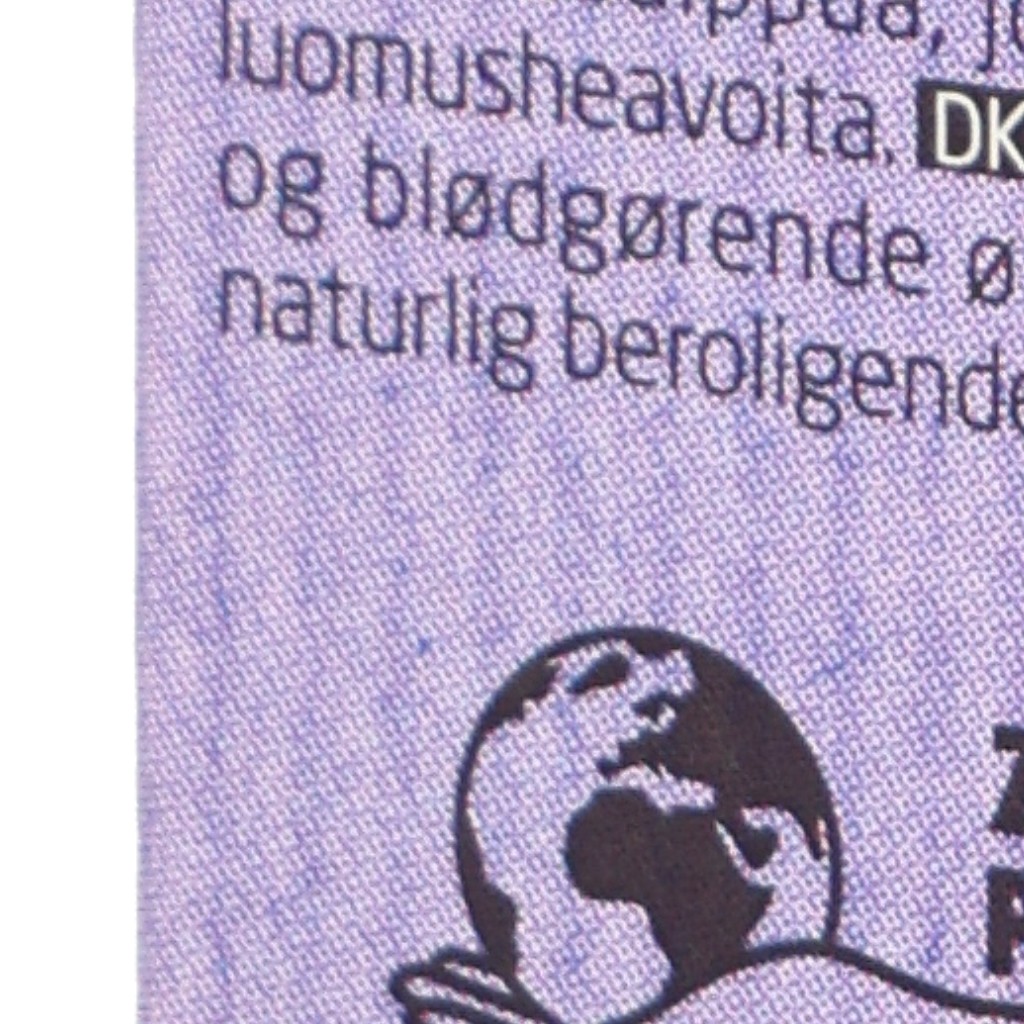 luomusheavoita. DK
og blødgørende
naturlig beroligende